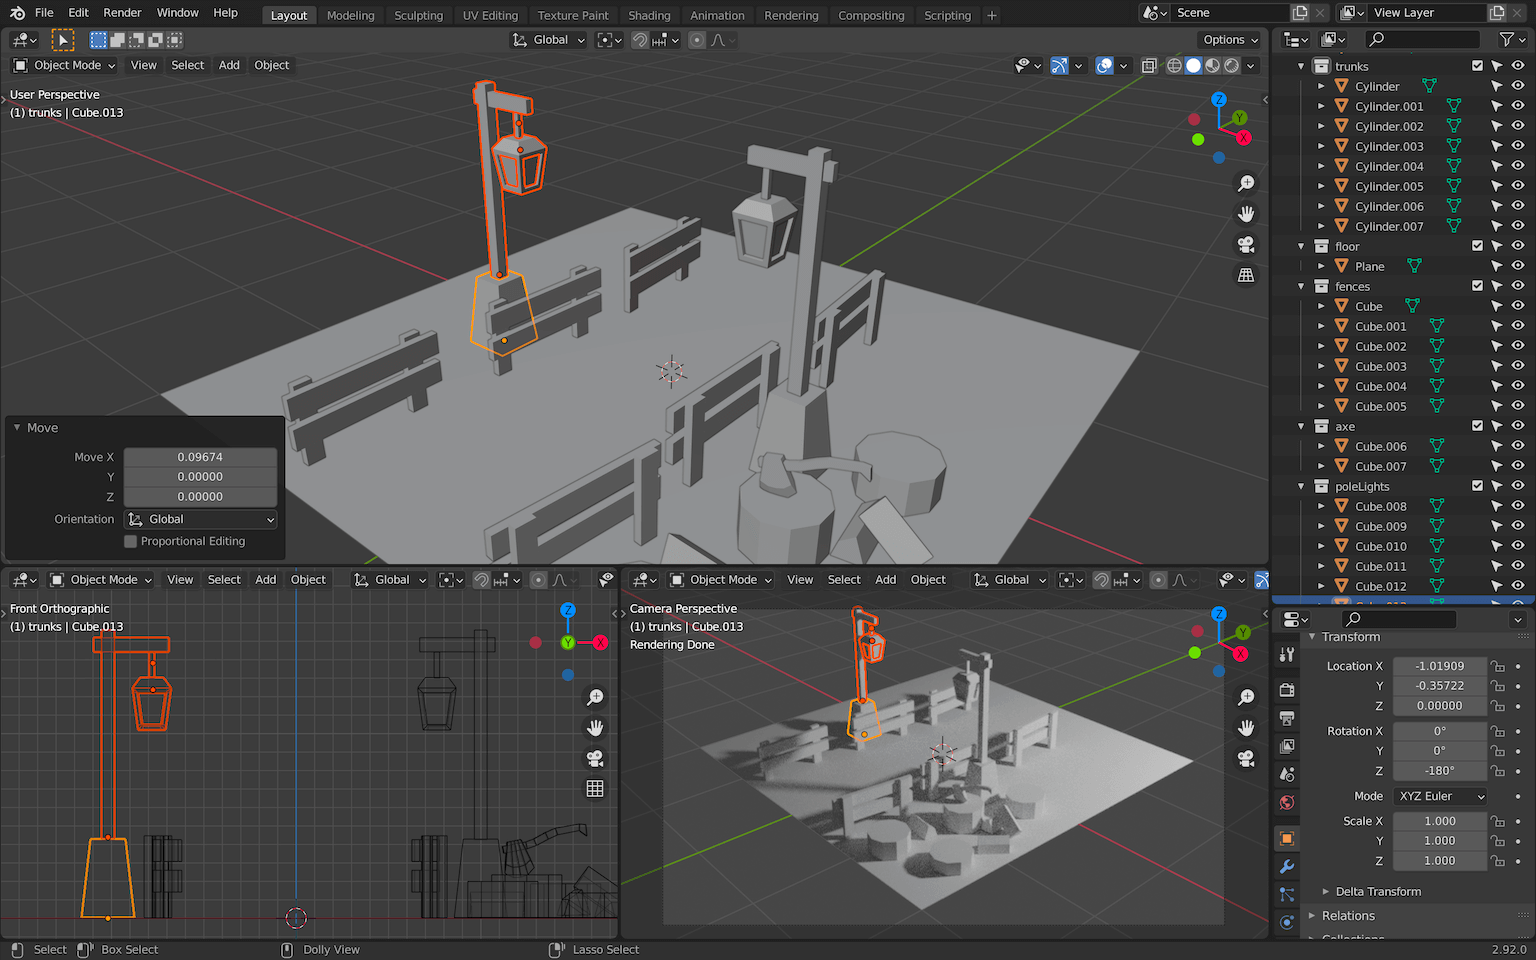 File Edit Render Window Help Layout Modeling Sculpting UV Editing Texture Paint Shading Animation Rendering Compositing Scripting + Scene View Layer
Global Options
Object Mode View Select Add Object
User Perspective
(1) trunks | Cube.013
Z
Y
X
Move
Move X 0.09674
Y 0.00000
Z 0.00000
Orientation Global
Proportional Editing
Object Mode View Select Add Object Global
Front Orthographic
(1) trunks | Cube.013
Z
Y
X
Object Mode View Select Add Object Global
Camera Perspective
(1) trunks | Cube.013
Rendering Done
Z
Y
X
trunks
Cylinder
Cylinder.001
Cylinder.002
Cylinder.003
Cylinder.004
Cylinder.005
Cylinder.006
Cylinder.007
floor
Plane
fences
Cube
Cube.001
Cube.002
Cube.003
Cube.004
Cube.005
axe
Cube.006
Cube.007
poleLights
Cube.008
Cube.009
Cube.010
Cube.011
Cube.012
Transform
Location X -1.01909
Y -0.35722
Z 0.00000
Rotation X 0°
Y 0°
Z -180°
Mode XYZ Euler
Scale X 1.000
Y 1.000
Z 1.000
Delta Transform
Relations
Select Box Select Dolly View Lasso Select 2.92.0